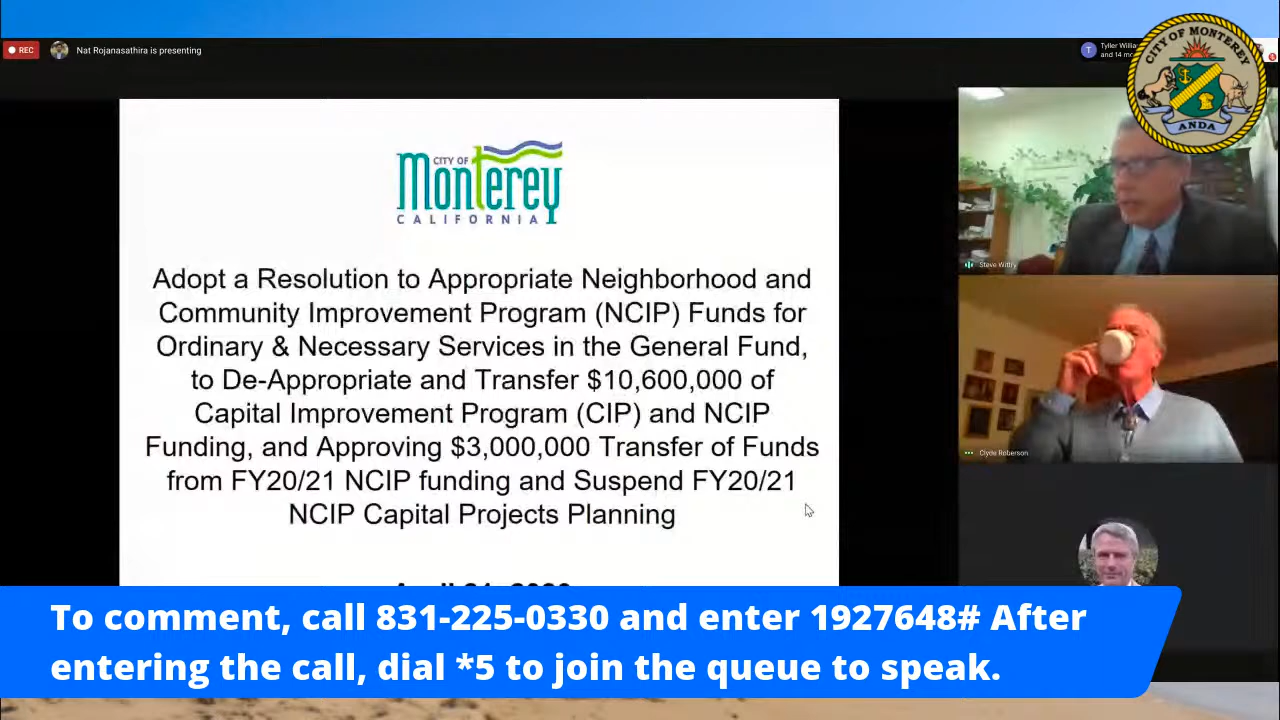 REC
Nat Rojanasathira is presenting
CITY OF MONTEREY
ANDA
CITY OF
Monterey
CALIFORNIA
Adopt a Resolution to Appropriate Neighborhood and
Community Improvement Program (NCIP) Funds for
Ordinary & Necessary Services in the General Fund,
to De-Appropriate and Transfer $10,600,000 of
Capital Improvement Program (CIP) and NCIP
Funding, and Approving $3,000,000 Transfer of Funds
from FY20/21 NCIP funding and Suspend FY20/21
NCIP Capital Projects Planning
Steve Wittry
Clyde Roberson
To comment, call 831-225-0330 and enter 1927648# After
entering the call, dial *5 to join the queue to speak.